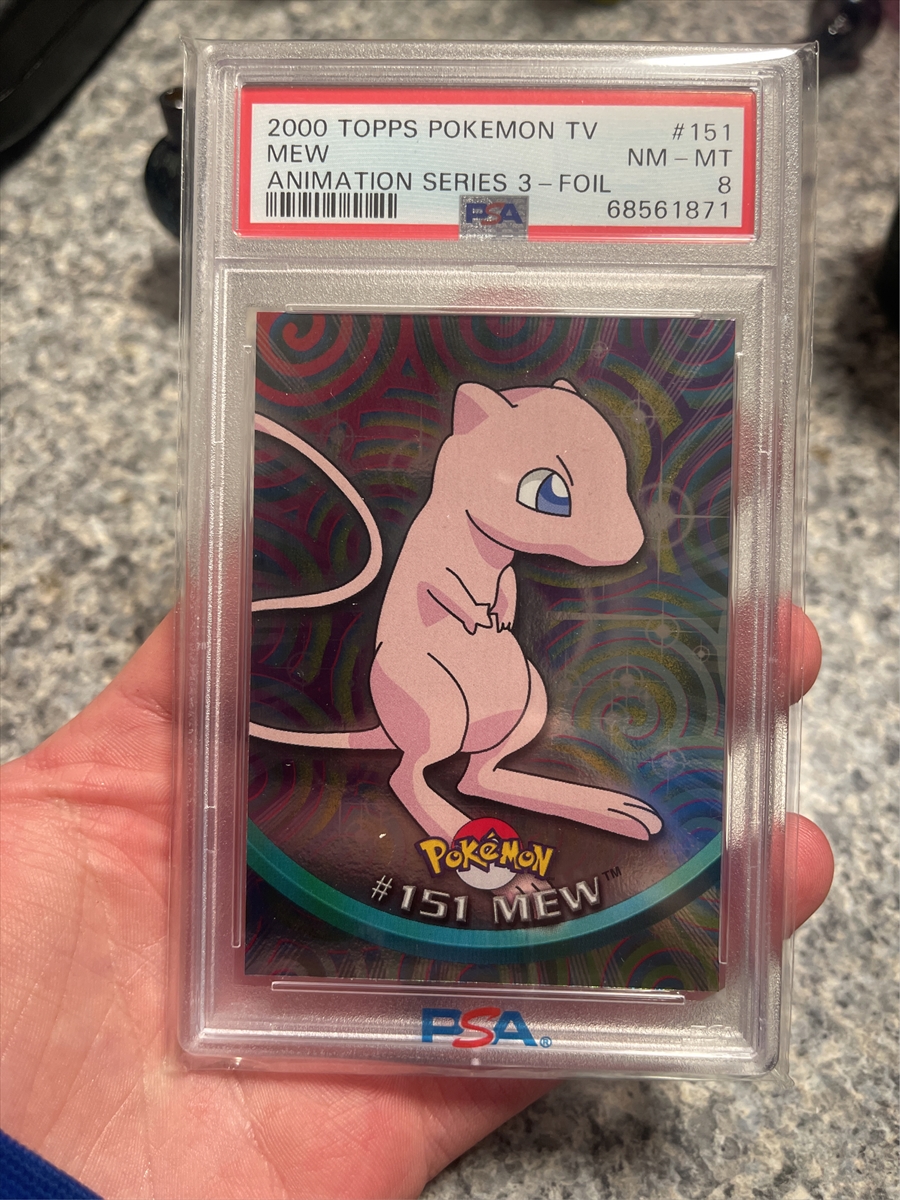 2000 TOPPS POKEMON TV #151
MEW NM - MT
ANIMATION SERIES 3 - FOIL 8
PSA 68561871
POKéMON
#151 MEW™
PSA®